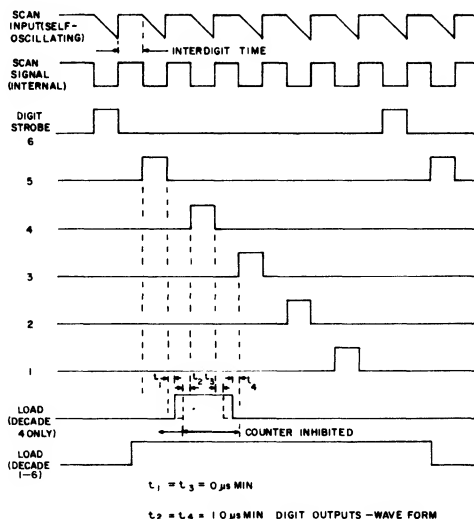 SCAN
INPUT(SELF-
OSCILLATING)
INTERDIGIT TIME
SCAN
SIGNAL
(INTERNAL)
DIGIT
STROBE
6
5
4
3
2
1
t₁ t₂ t₃ t₄
LOAD
(DECADE
4 ONLY)
COUNTER INHIBITED
LOAD
(DECADE
1-6)
t₁ = t₃ = 0 µs MIN
t₂ = t₄ = 1 0 µs MIN DIGIT OUTPUTS - WAVE FORM